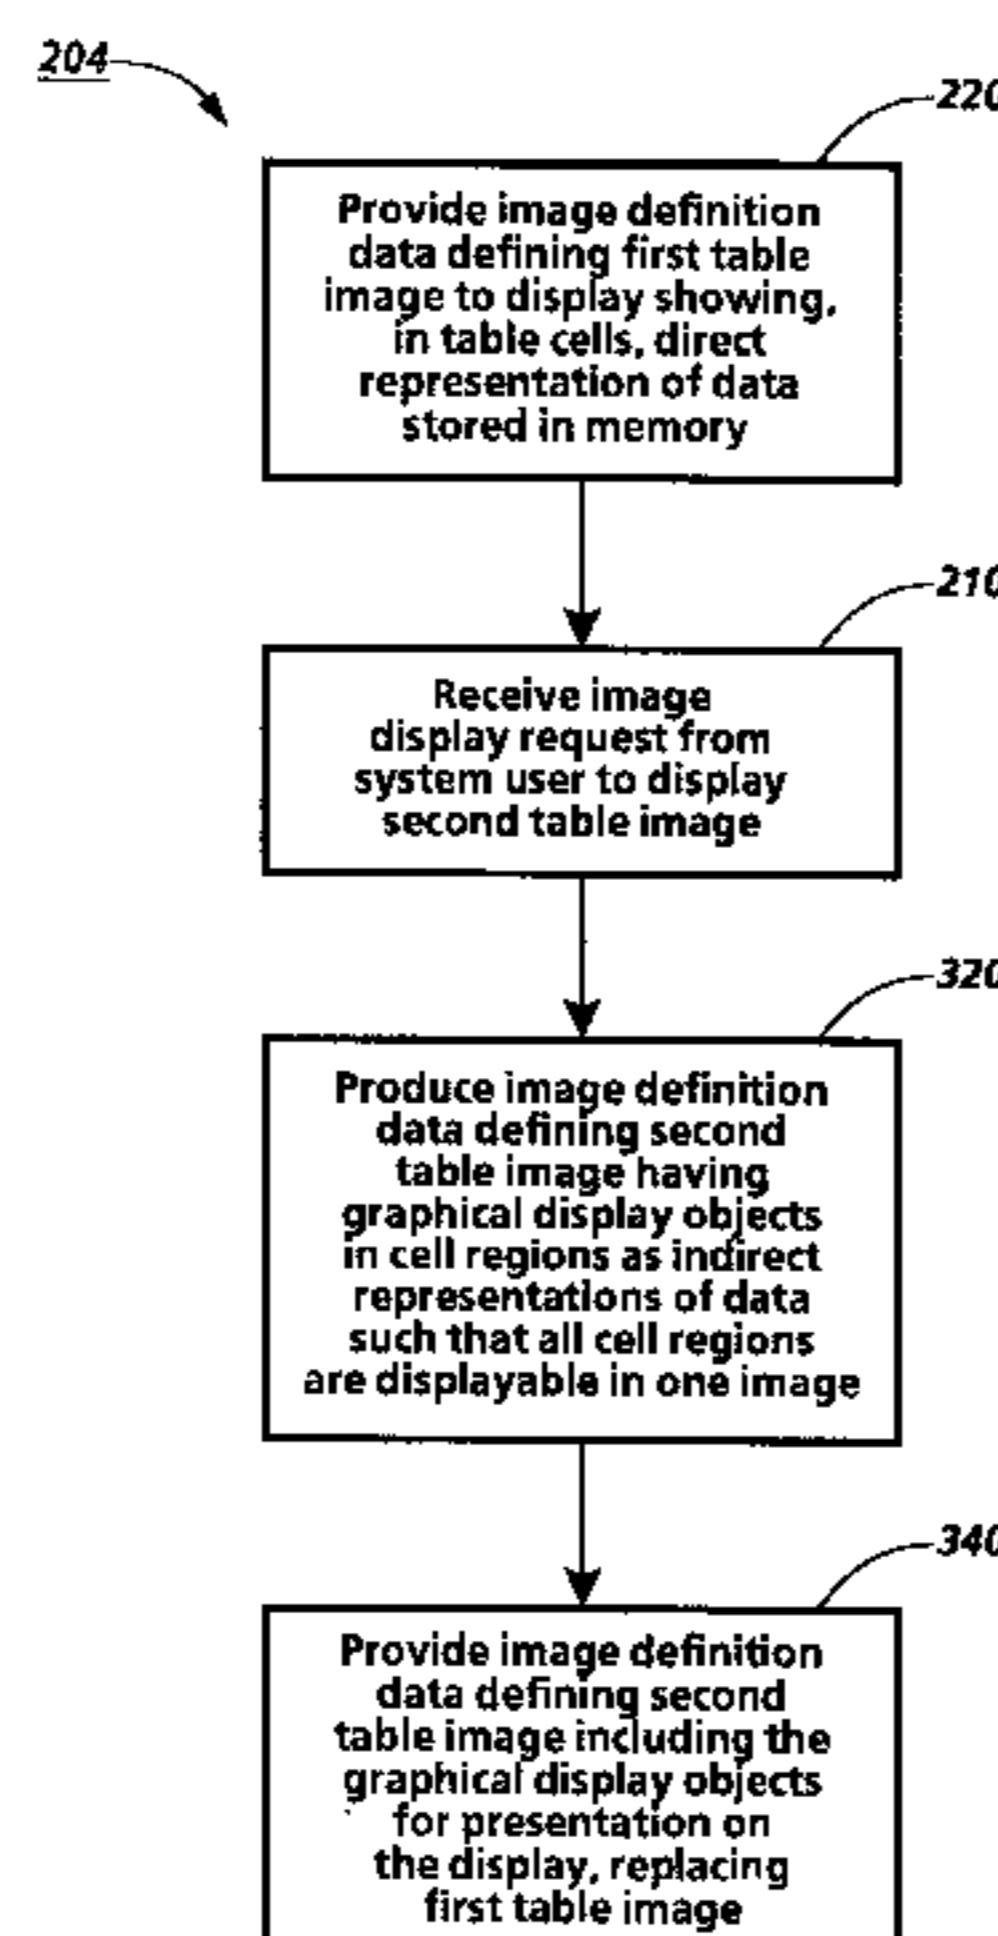 204
220
Provide image definition
data defining first table
image to display showing,
in table cells, direct
representation of data
stored in memory
210
Receive image
display request from
system user to display
second table image
320
Produce image definition
data defining second
table image having
graphical display objects
in cell regions as indirect
representations of data
such that all cell regions
are displayable in one image
340
Provide image definition
data defining second
table image including the
graphical display objects
for presentation on
the display, replacing
first table image